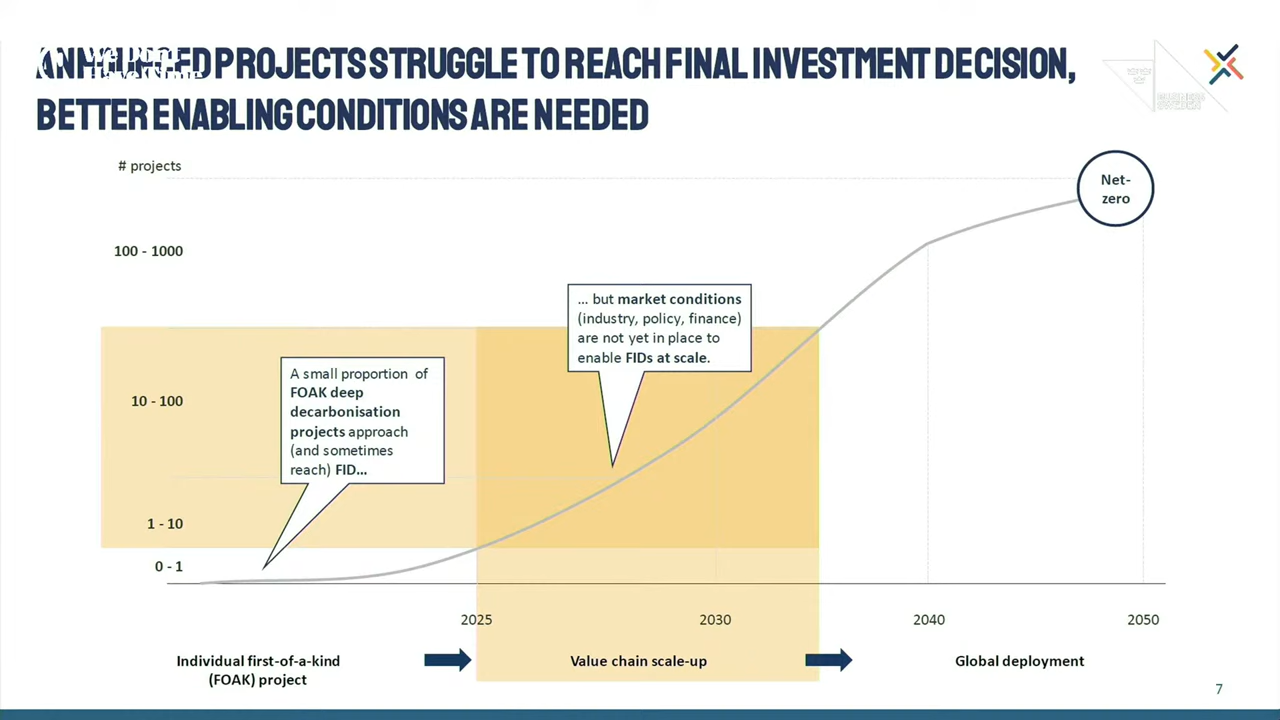 We Don't
PROJECTS STRUGGLE TO REACH FINAL INVESTMENT DECISION,
BETTER ENABLING CONDITIONS ARE NEEDED
# projects
Net-
zero
100 - 1000
... but market conditions
(industry, policy, finance)
are not yet in place to
enable FIDs at scale.
A small proportion of
FOAK deep
decarbonisation
projects approach
(and sometimes
reach) FID...
10 - 100
1 - 10
0 - 1
2025
2030
2040
2050
Individual first-of-a-kind
(FOAK) project
Value chain scale-up
Global deployment
7